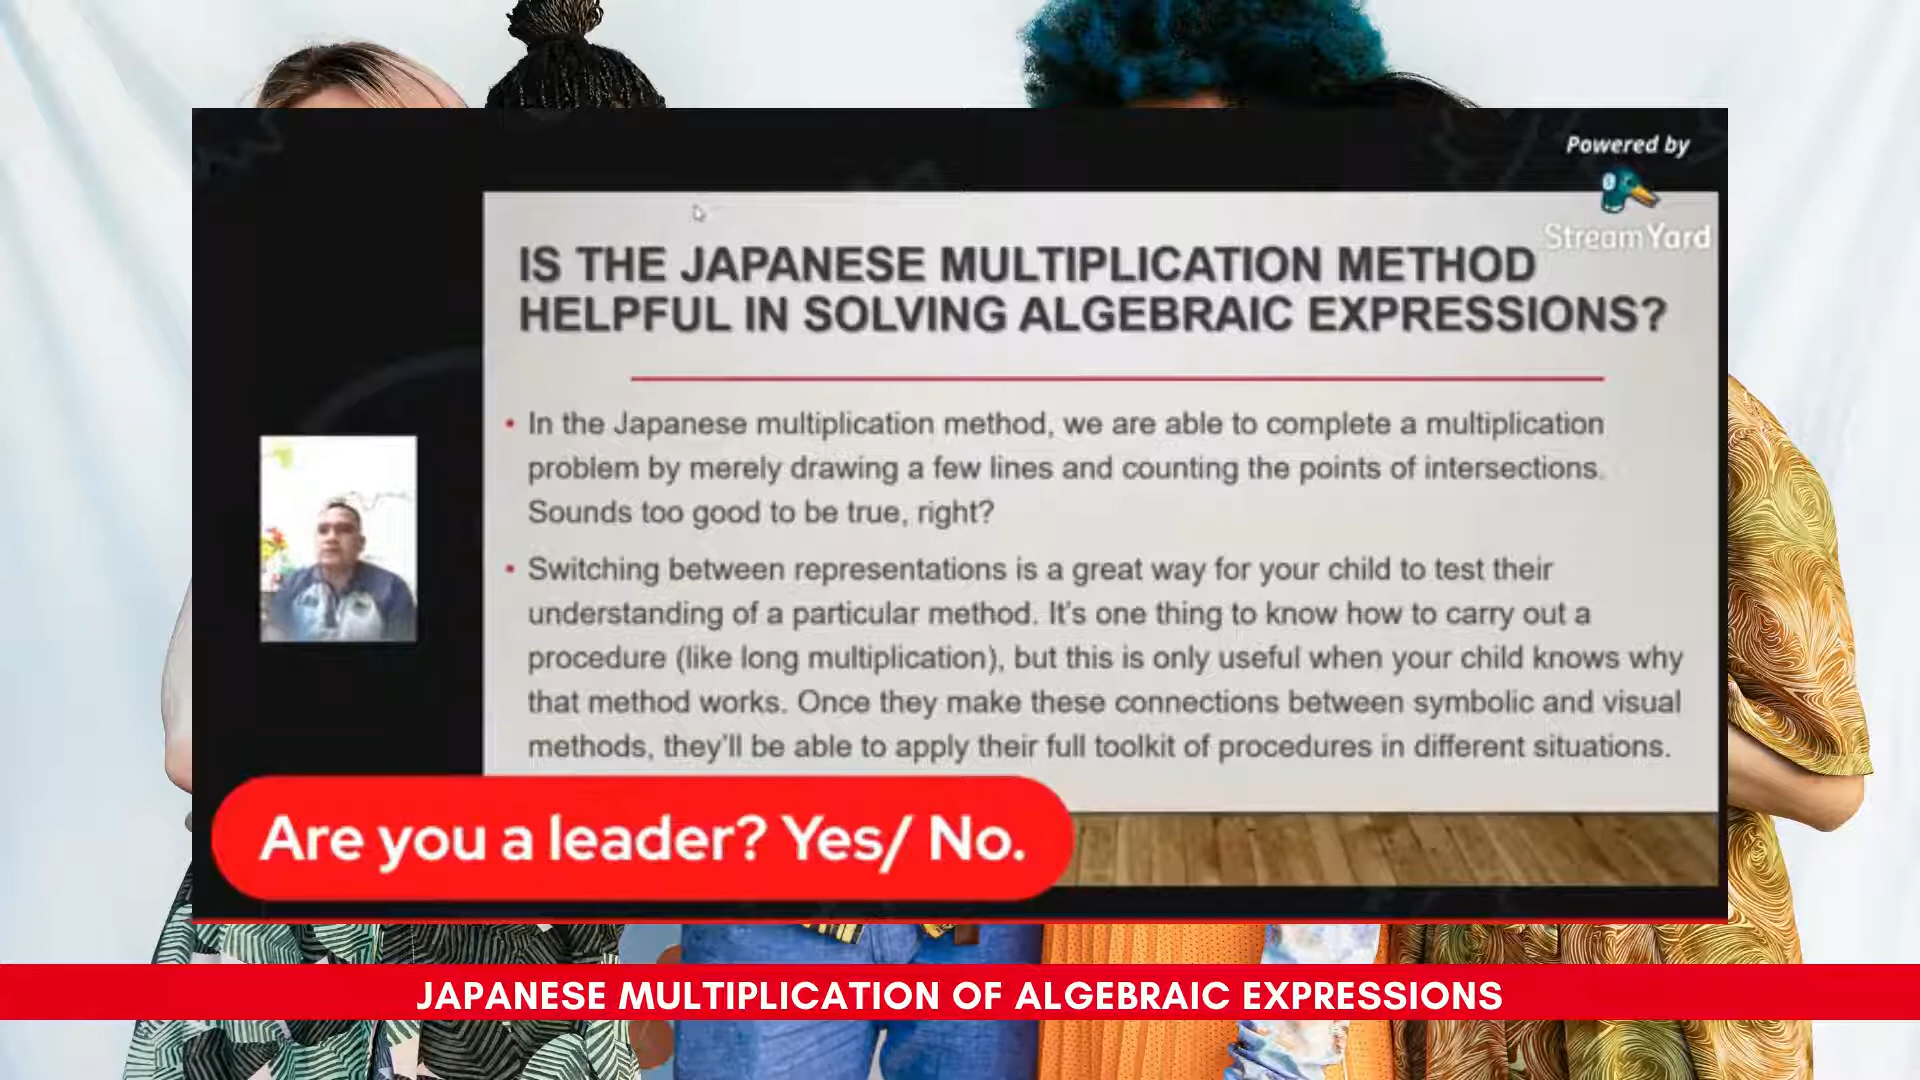 Powered by
StreamYard
IS THE JAPANESE MULTIPLICATION METHOD
HELPFUL IN SOLVING ALGEBRAIC EXPRESSIONS?
• In the Japanese multiplication method, we are able to complete a multiplication
problem by merely drawing a few lines and counting the points of intersections.
Sounds too good to be true, right?
• Switching between representations is a great way for your child to test their
understanding of a particular method. It's one thing to know how to carry out a
procedure (like long multiplication), but this is only useful when your child knows why
that method works. Once they make these connections between symbolic and visual
methods, they'll be able to apply their full toolkit of procedures in different situations.
Are you a leader? Yes/ No.
JAPANESE MULTIPLICATION OF ALGEBRAIC EXPRESSIONS